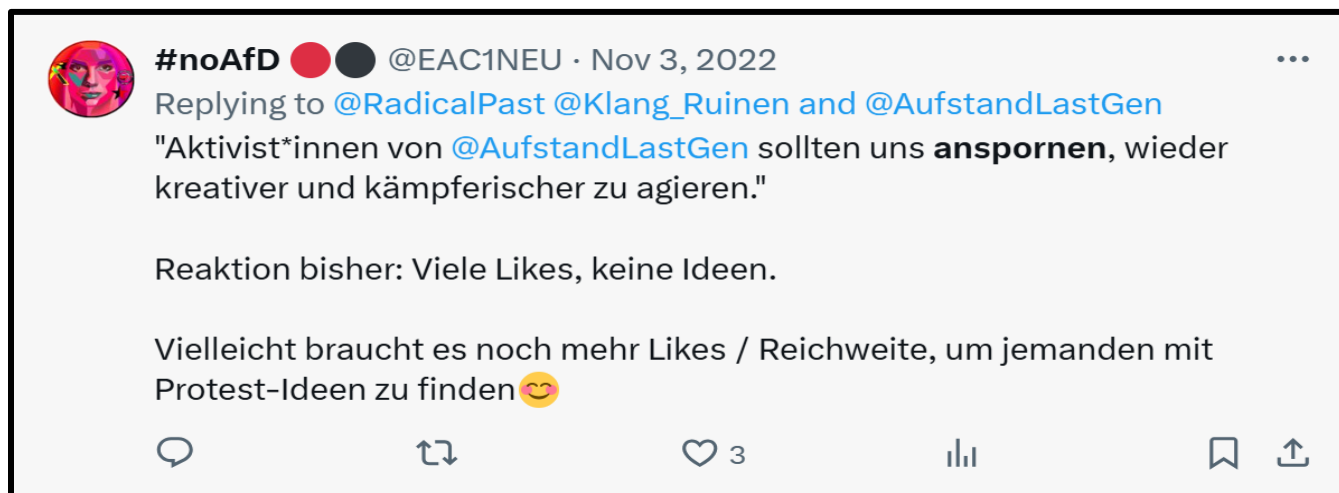 #noAfD 🔴⚫ @EAC1NEU · Nov 3, 2022
Replying to @RadicalPast @Klang_Ruinen and @AufstandLastGen
"Aktivist*innen von @AufstandLastGen sollten uns anspornen, wieder
kreativer und kämpferischer zu agieren."
Reaktion bisher: Viele Likes, keine Ideen.
Vielleicht braucht es noch mehr Likes / Reichweite, um jemanden mit
Protest-Ideen zu finden😊
3